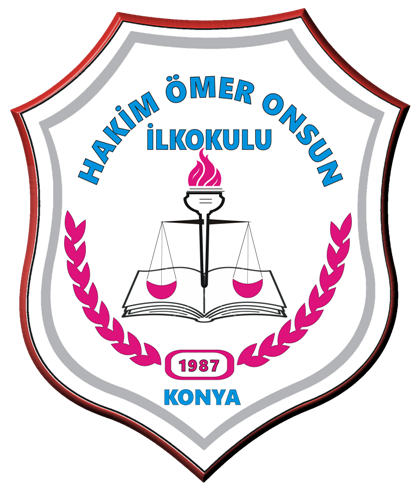 HAKİM ÖMER ONSUN
İLKOKULU
1987
KONYA